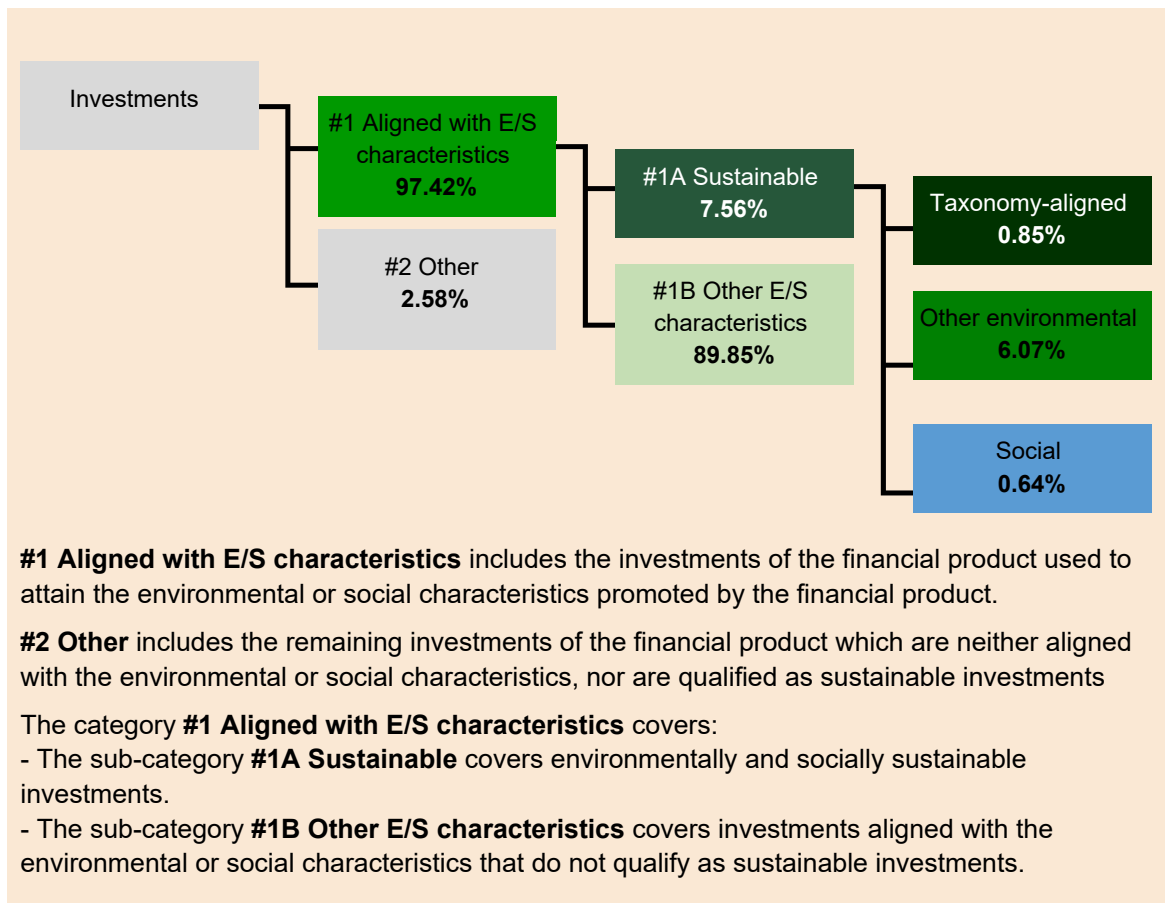 Investments
#1 Aligned with E/S
characteristics
97.42%
#2 Other
2.58%
#1A Sustainable
7.56%
#1B Other E/S
characteristics
89.85%
Taxonomy-aligned
0.85%
Other environmental
6.07%
Social
0.64%
#1 Aligned with E/S characteristics includes the investments of the financial product used to
attain the environmental or social characteristics promoted by the financial product.
#2 Other includes the remaining investments of the financial product which are neither aligned
with the environmental or social characteristics, nor are qualified as sustainable investments
The category #1 Aligned with E/S characteristics covers:
- The sub-category #1A Sustainable covers environmentally and socially sustainable
investments.
- The sub-category #1B Other E/S characteristics covers investments aligned with the
environmental or social characteristics that do not qualify as sustainable investments.